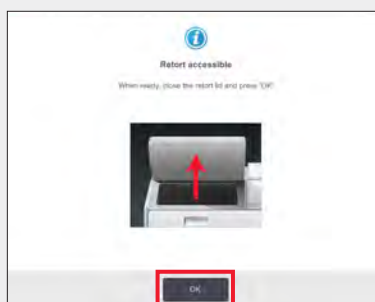 Retort accessible
When ready, close the retort lid and press "OK".
OK